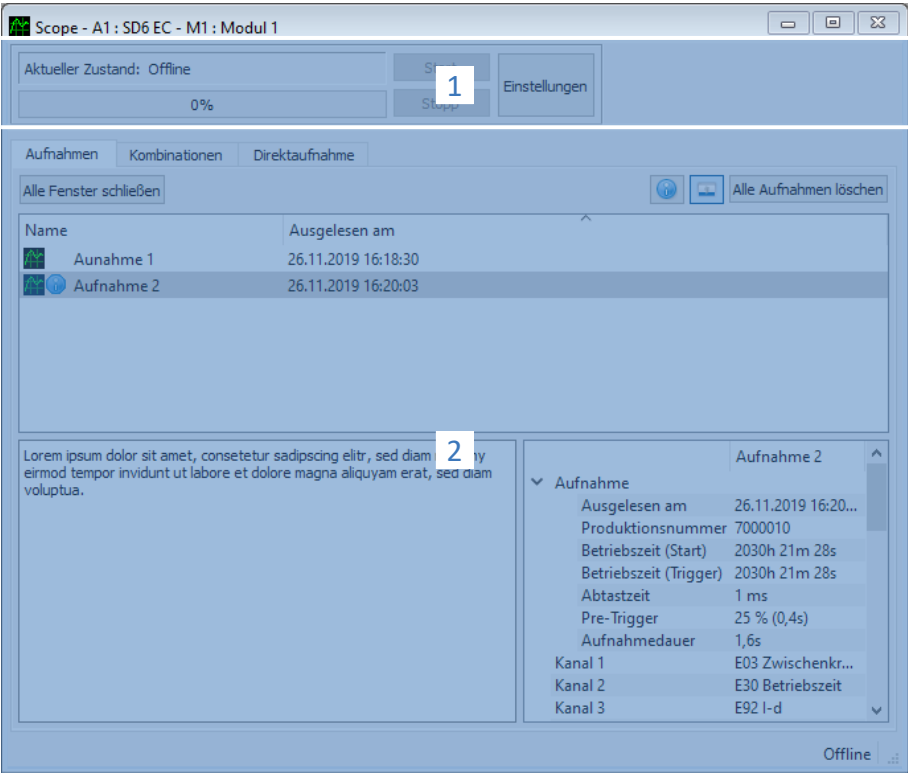 Scope - A1 : SD6 EC - M1 : Modul 1
Aktueller Zustand: Offline
1
Einstellungen
0%
Stopp
Aufnahmen Kombinationen Direktaufnahme
Alle Fenster schließen Alle Aufnahmen löschen
Name Ausgelesen am
Aunahme 1 26.11.2019 16:18:30
Aufnahme 2 26.11.2019 16:20:03
2
Lorem ipsum dolor sit amet, consetetur sadipscing elitr, sed diam
eirmod tempor invidunt ut labore et dolore magna aliquyam erat, sed diam
voluptua.
Aufnahme 2
Aufnahme
Ausgelesen am 26.11.2019 16:20...
Produktionsnummer 7000010
Betriebszeit (Start) 2030h 21m 28s
Betriebszeit (Trigger) 2030h 21m 28s
Abtastzeit 1 ms
Pre-Trigger 25 % (0,4s)
Aufnahmedauer 1,6s
Kanal 1 E03 Zwischenkr...
Kanal 2 E30 Betriebszeit
Kanal 3 E92 I-d
Offline